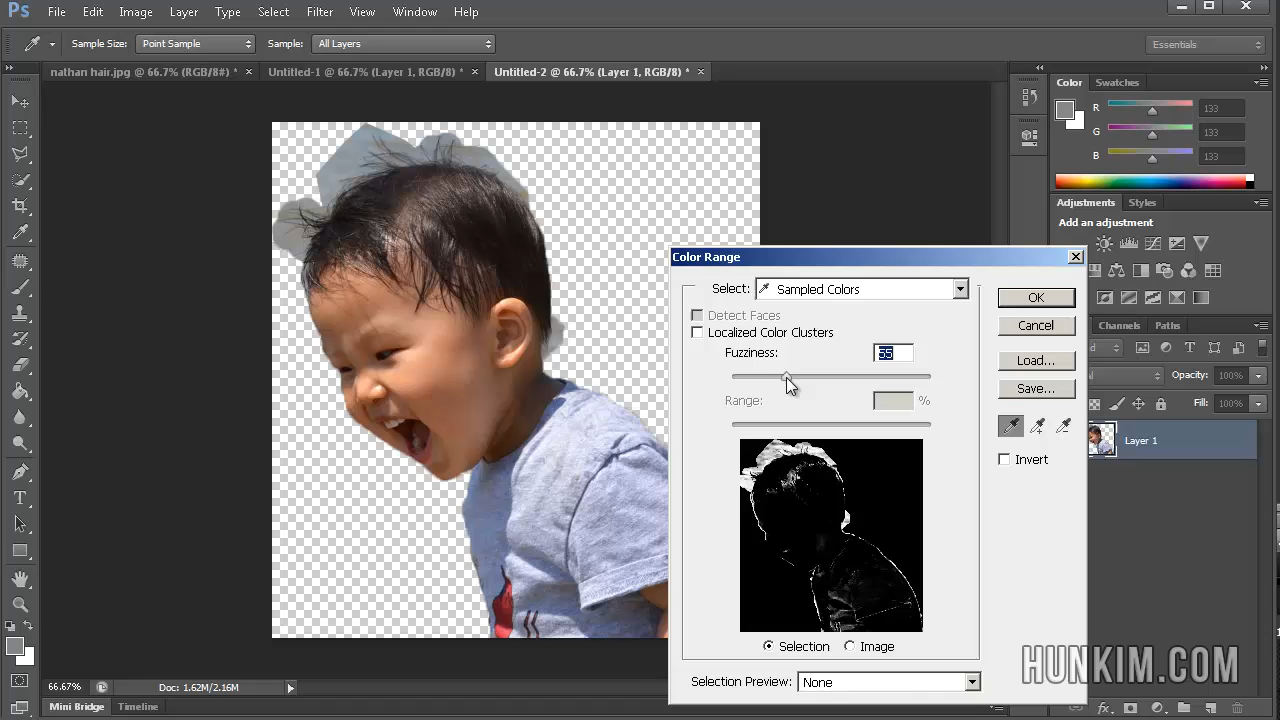 Ps File Edit Image Layer Type Select Filter View Window Help
Sample Size: Point Sample Sample: All Layers Essentials
nathan hair.jpg @ 66.7% (RGB/8#) * × Untitled-1 @ 66.7% (Layer 1, RGB/8) * × Untitled-2 @ 66.7% (Layer 1, RGB/8) * ×
Color Swatches
R 133
G 133
B 133
Adjustments Styles
Add an adjustment
Color Range
Select: Sampled Colors
OK
Detect Faces
Cancel
Localized Color Clusters
Channels Paths
Fuzziness: 55
Load...
Opacity: 100%
Save...
Range: %
Fill: 100%
Layer 1
Invert
Selection Image
HUNKIM.COM
Selection Preview: None
66.67% Doc: 1.62M/2.16M
Mini Bridge Timeline
fx